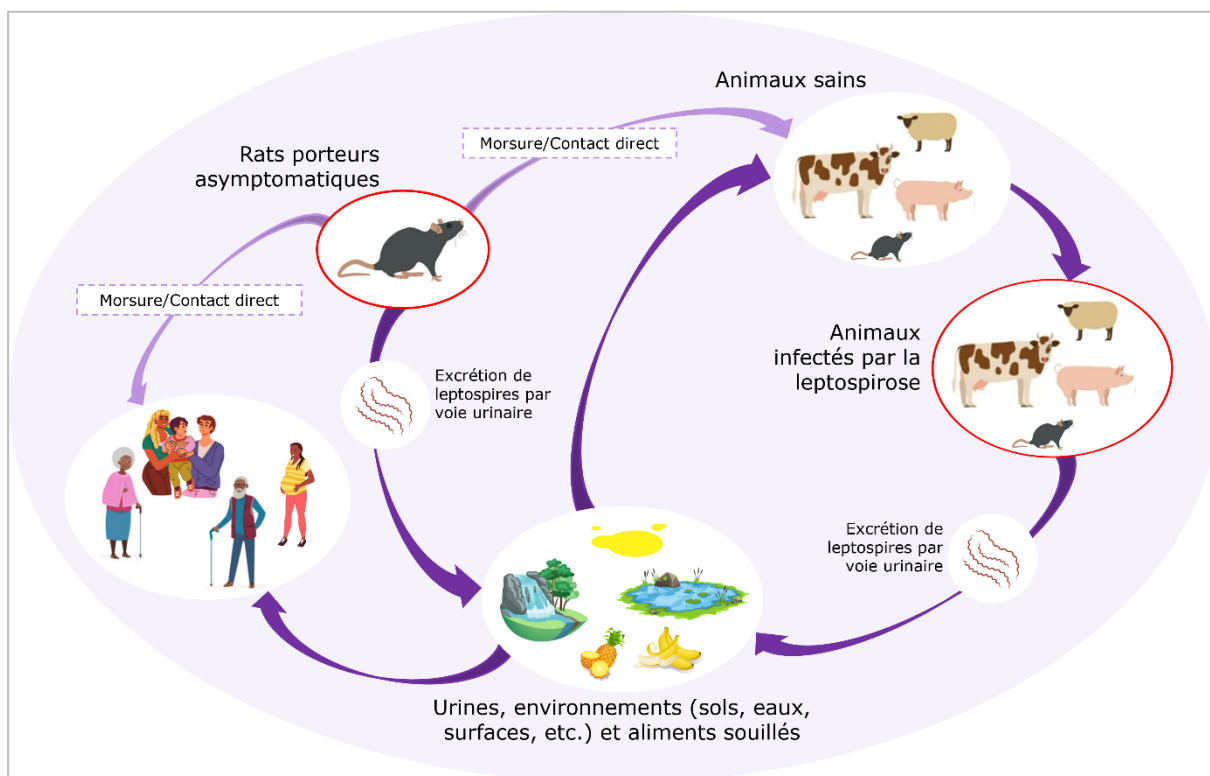 Animaux sains
Morsure/Contact direct
Rats porteurs
asymptomatiques
Morsure/Contact direct
Animaux
infectés par la
leptospirose
Excrétion de
leptospires par
voie urinaire
Excrétion de
leptospires par
voie urinaire
Urines, environnements (sols, eaux,
surfaces, etc.) et aliments souillés